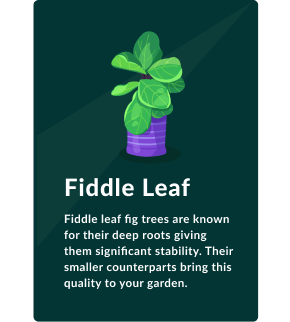 Fiddle Leaf
Fiddle leaf fig trees are known
for their deep roots giving
them significant stability. Their
smaller counterparts bring this
quality to your garden.